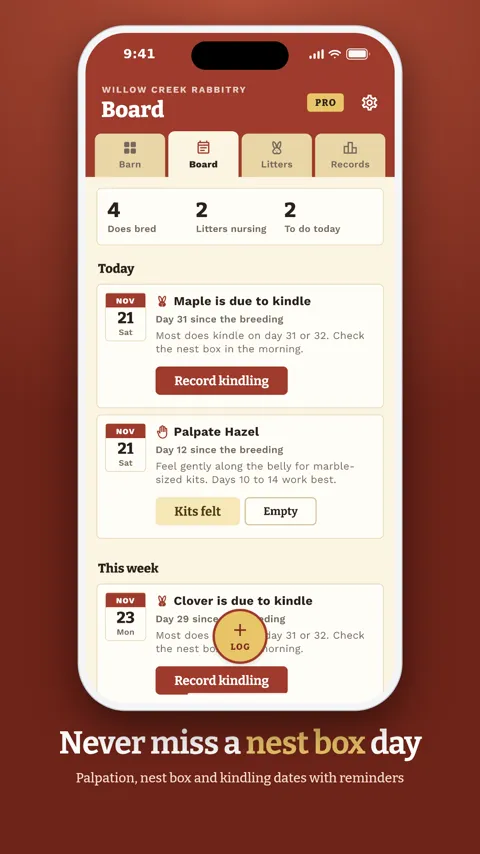 9:41
WILLOW CREEK RABBITRY
Board
PRO
Barn
Board
Litters
Records
4
Does bred
2
Litters nursing
2
To do today
Today
NOV
21
Sat
Maple is due to kindle
Day 31 since the breeding
Most does kindle on day 31 or 32. Check
the nest box in the morning.
Record kindling
NOV
21
Sat
Palpate Hazel
Day 12 since the breeding
Feel gently along the belly for marble-
sized kits. Days 10 to 14 work best.
Kits felt
Empty
This week
NOV
23
Mon
Clover is due to kindle
Day 29 since
Most does
day 31 or 32. Check
the nest
Record kindling
+
LOG
Never miss a nest box day
Palpation, nest box and kindling dates with reminders